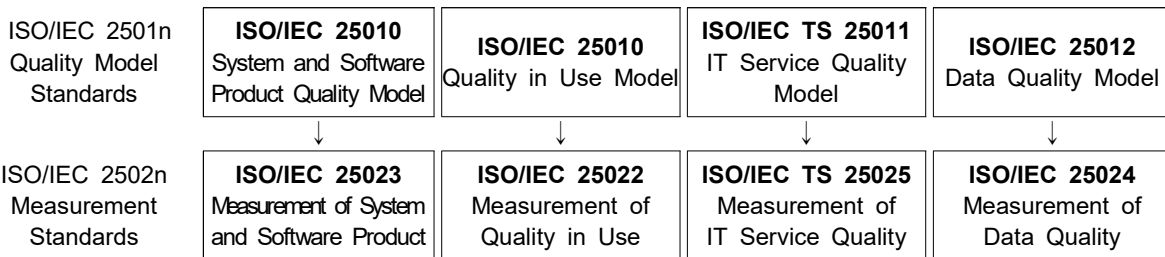 ISO/IEC 2501n
Quality Model
Standards
ISO/IEC 25010
System and Software
Product Quality Model
ISO/IEC 25010
Quality in Use Model
ISO/IEC TS 25011
IT Service Quality
Model
ISO/IEC 25012
Data Quality Model
↓ ↓ ↓ ↓
ISO/IEC 2502n
Measurement
Standards
ISO/IEC 25023
Measurement of System
and Software Product
ISO/IEC 25022
Measurement of
Quality in Use
ISO/IEC TS 25025
Measurement of
IT Service Quality
ISO/IEC 25024
Measurement of
Data Quality